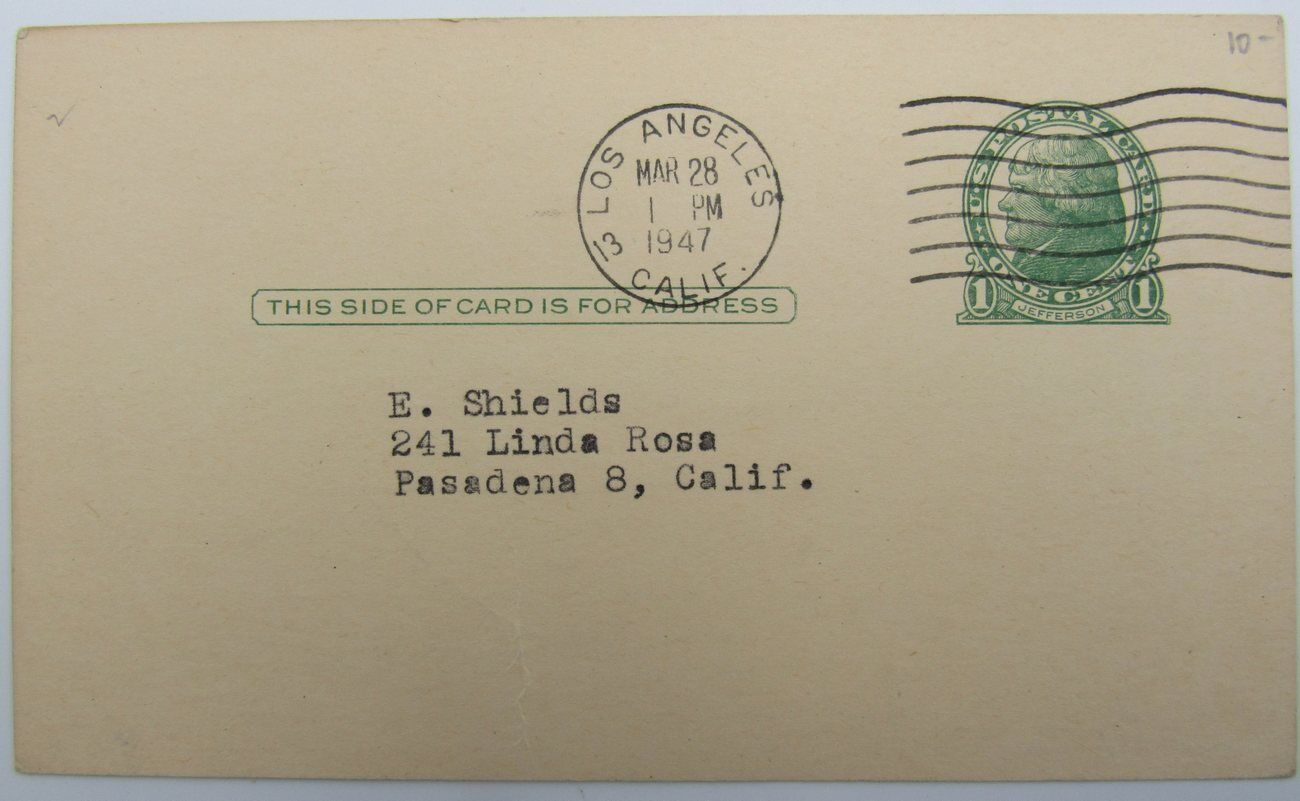 10-
LOS ANGELES
MAR 28
1 PM
13 1947
CALIF.
U.S. POSTAL CARD
ONE CENT
1 JEFFERSON 1
THIS SIDE OF CARD IS FOR ADDRESS
E. Shields
241 Linda Rosa
Pasadena 8, Calif.